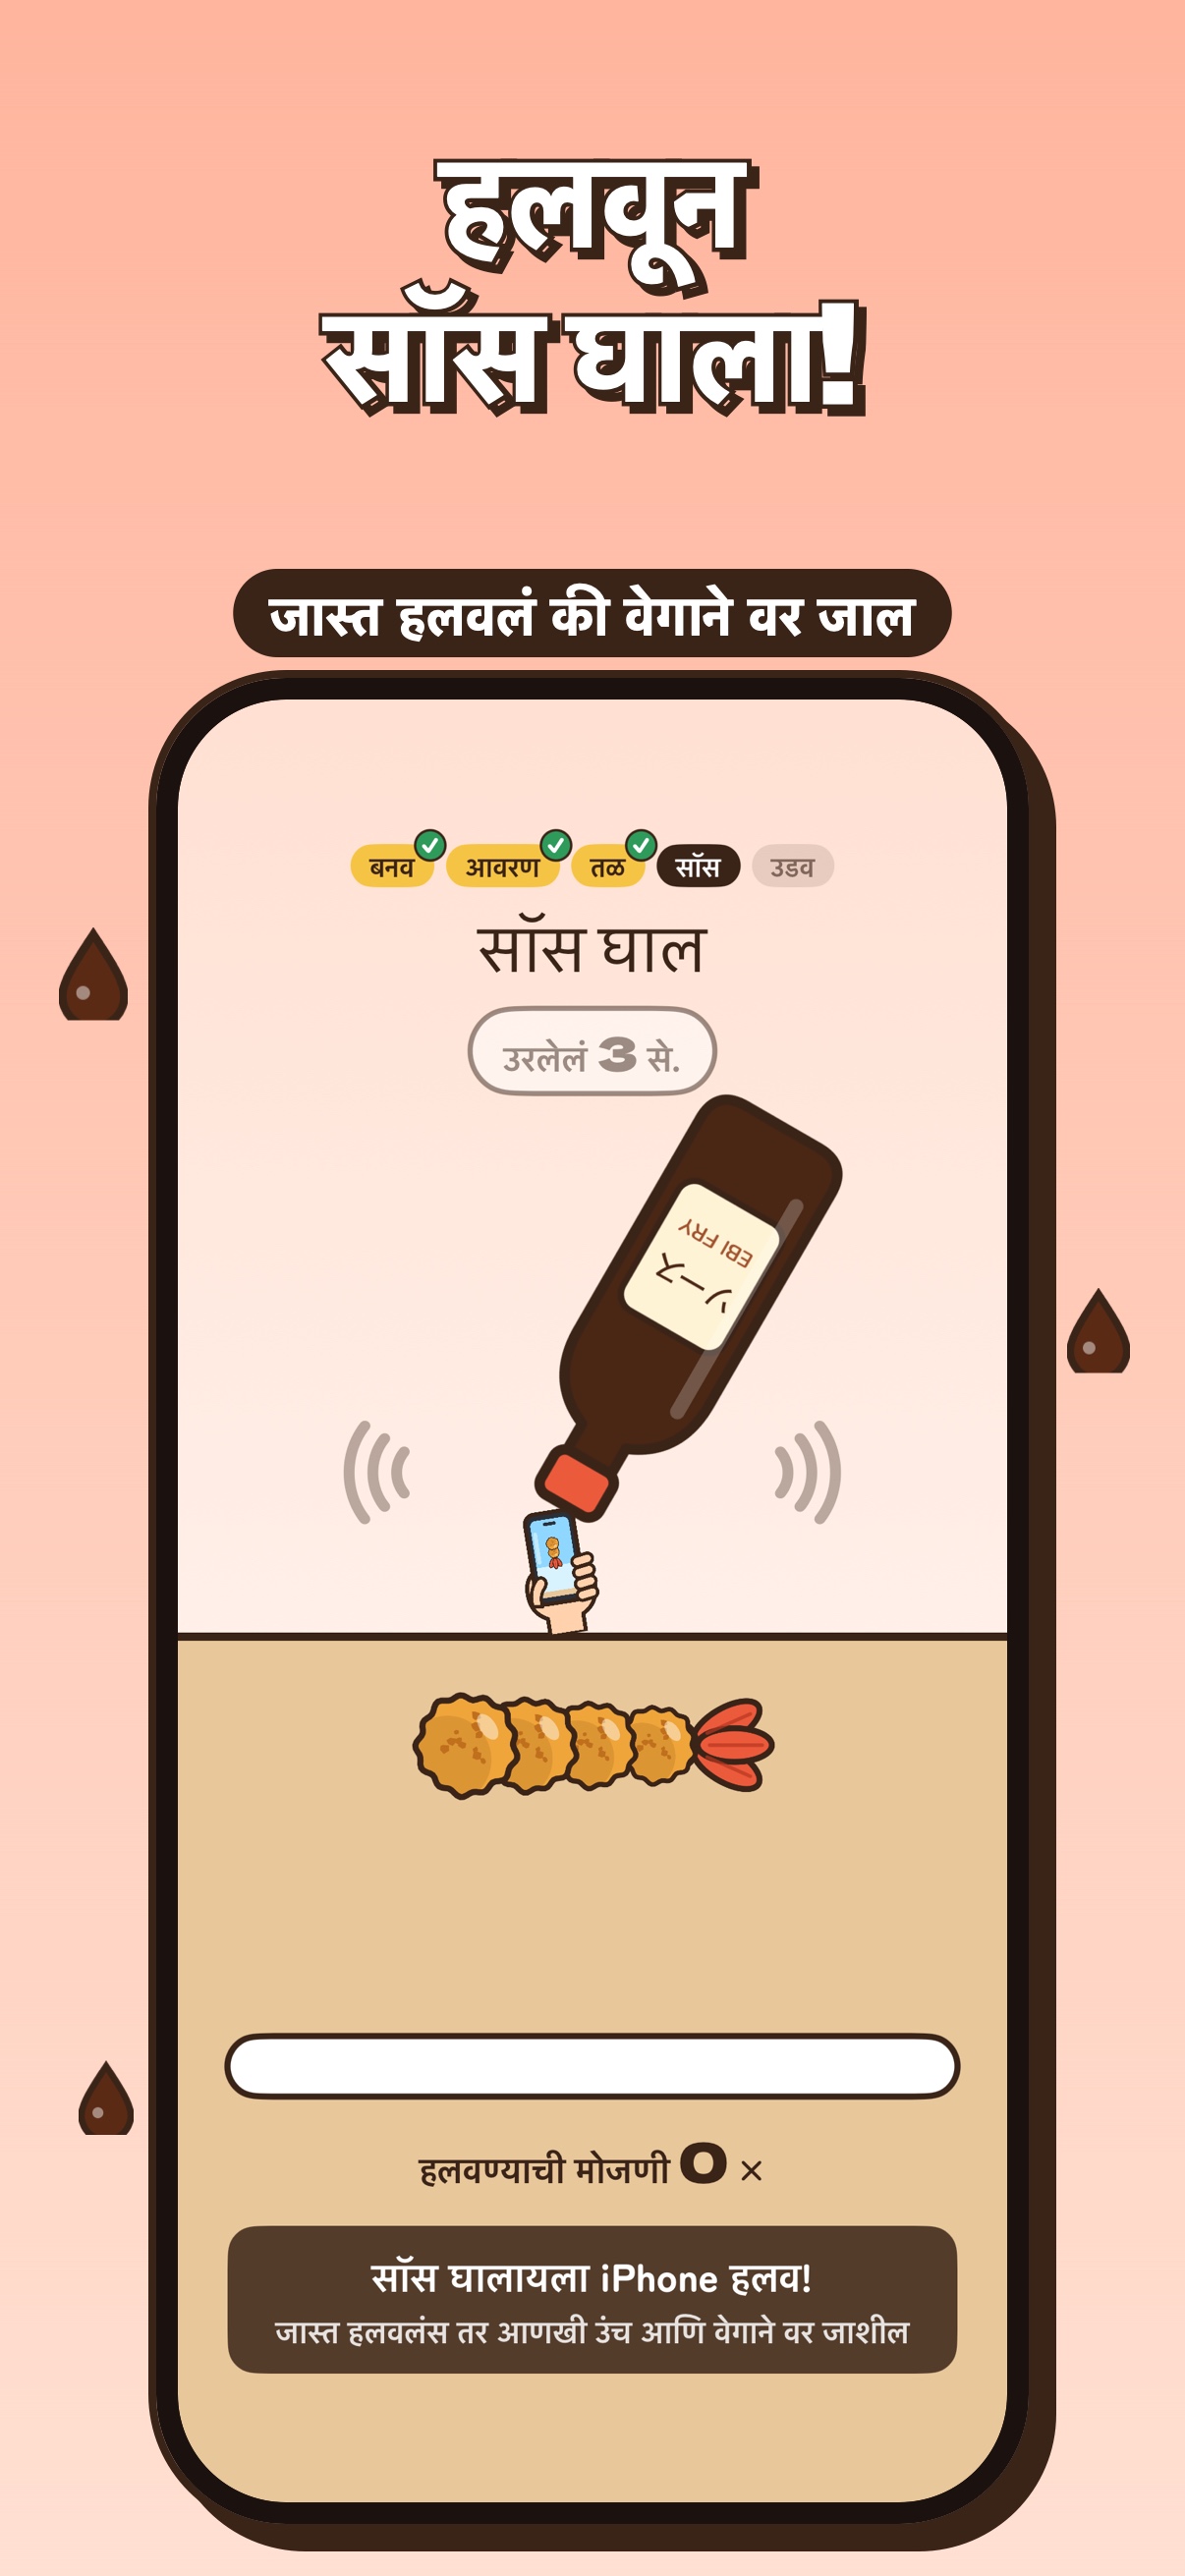 हलवून
सॉस घाला!
जास्त हलवलं की वेगाने वर जाल
बनव आवरण तळ सॉस उडव
सॉस घाल
उरलेलं 3 से.
EBI FRY
ソース
हलवण्याची मोजणी 0 ×
सॉस घालायला iPhone हलव!
जास्त हलवलंस तर आणखी उंच आणि वेगाने वर जाशील